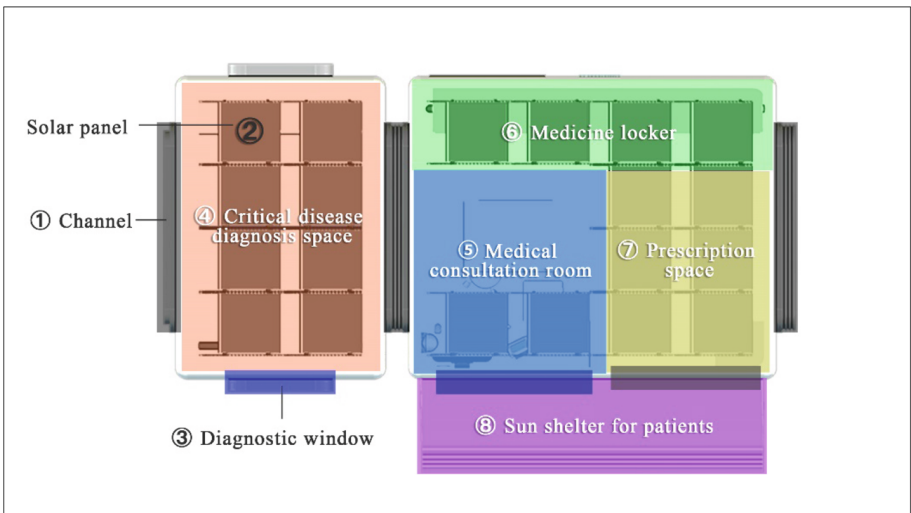 Solar panel
②
① Channel
④ Critical disease
diagnosis space
③ Diagnostic window
⑥ Medicine locker
⑤ Medical
consultation room
⑦ Prescription
space
⑧ Sun shelter for patients